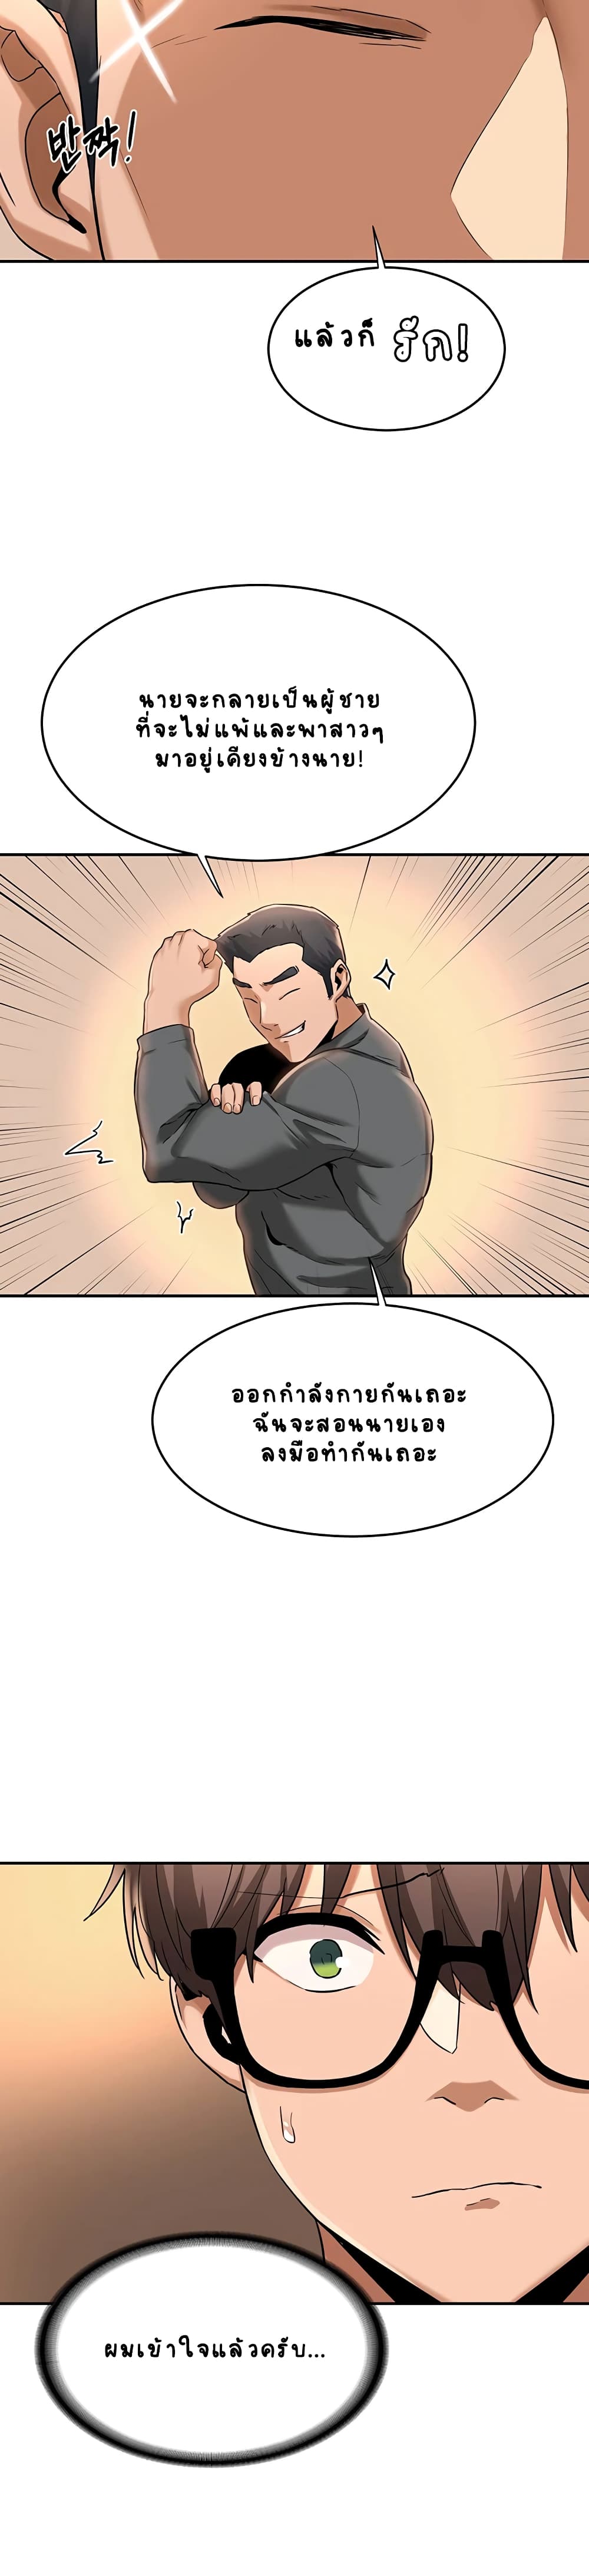 반짝!
แล้วก็ รัก!
นายจะกลายเป็นผู้ชาย
ที่จะไม่แพ้และพาสาวๆ
มาอยู่เคียงข้างนาย!
ออกกำลังกายกันเถอะ
ฉันจะสอนนายเอง
ลงมือทำกันเถอะ
ผมเข้าใจแล้วครับ...